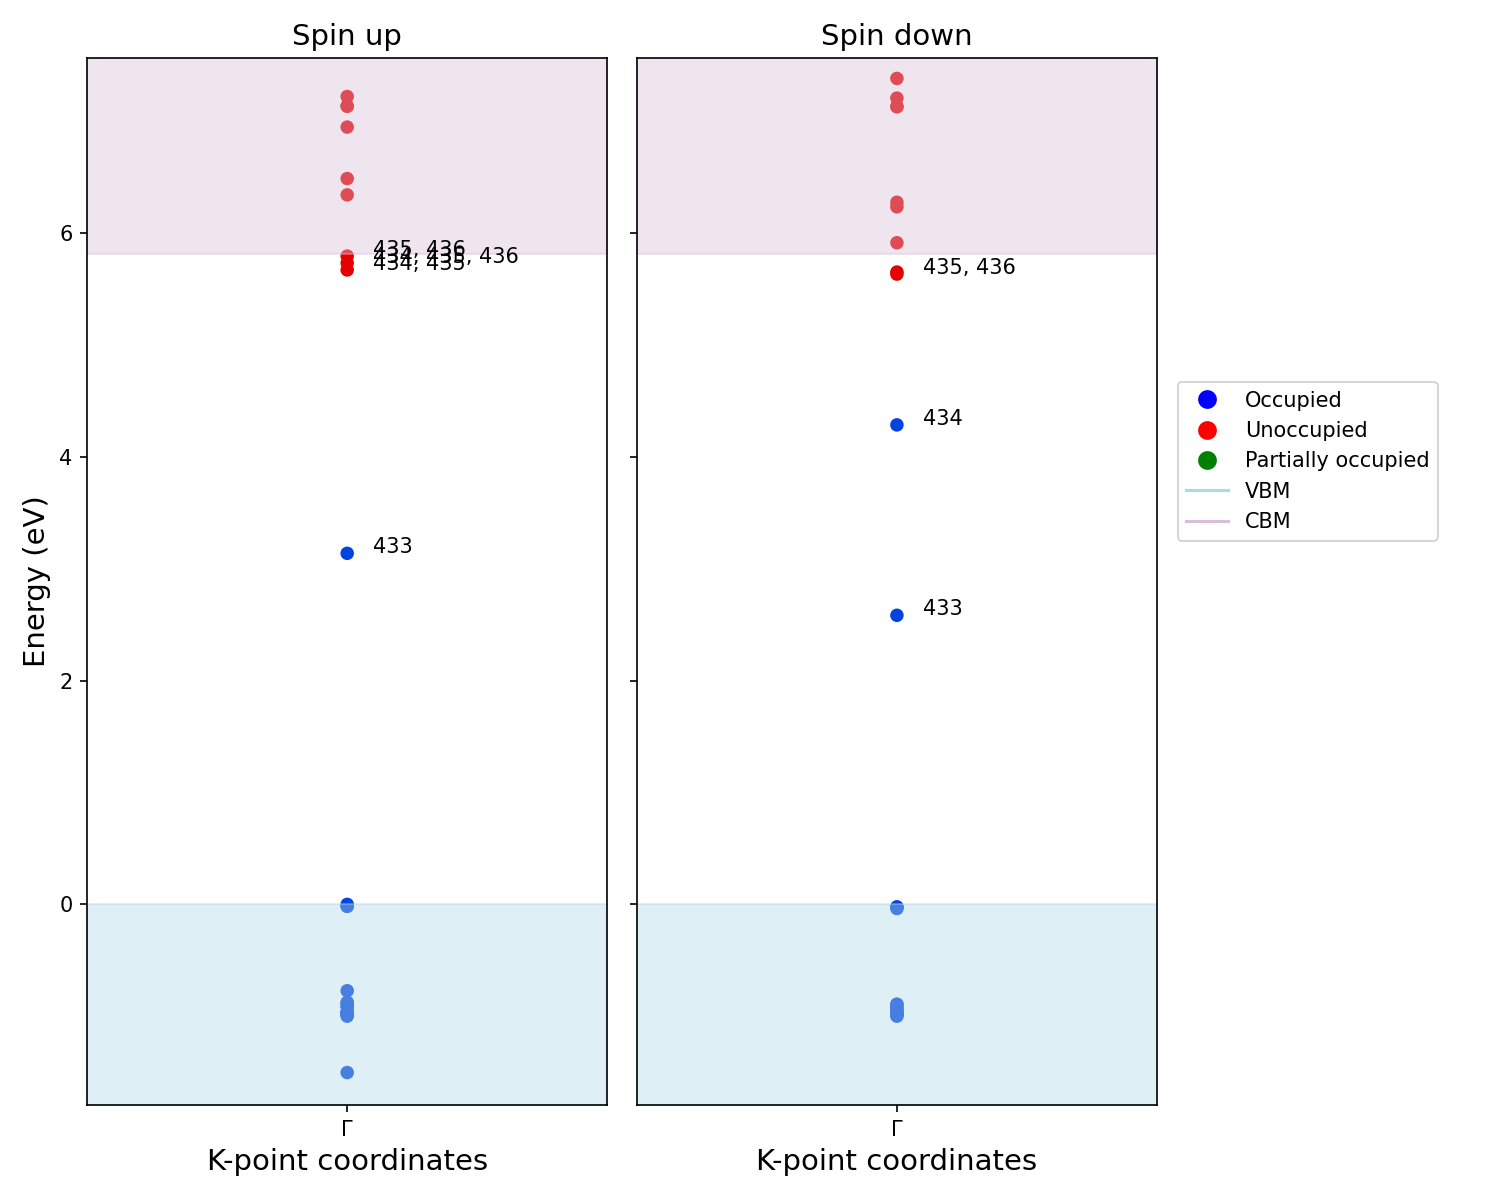 Spin up
Spin down
Energy (eV)
6
4
2
0
435, 436
434, 435, 436
434, 435
433
435, 436
434
433
Occupied
Unoccupied
Partially occupied
VBM
CBM
Γ
Γ
K-point coordinates
K-point coordinates